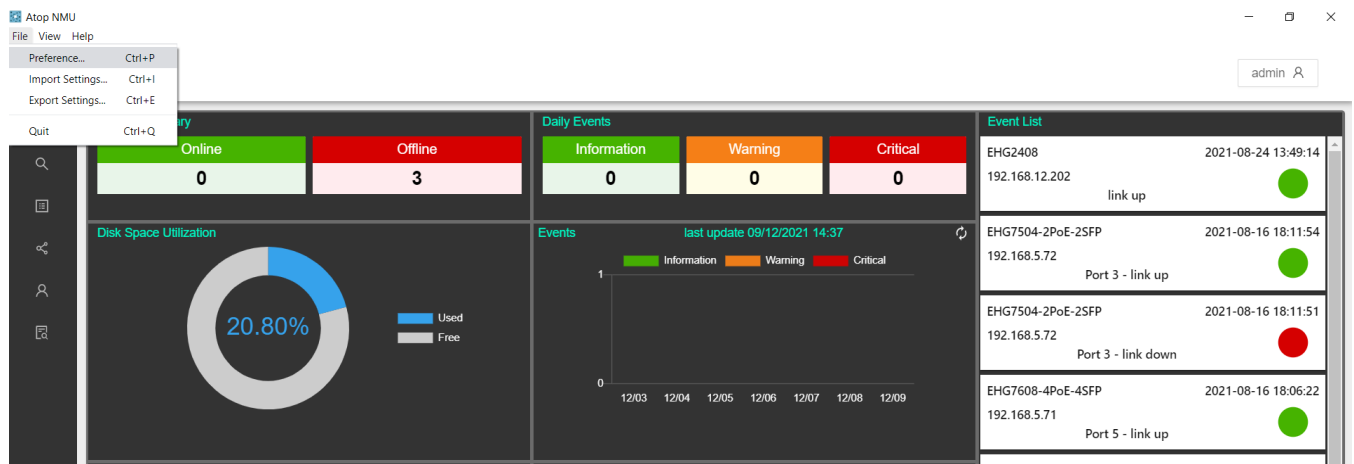 Atop NMU
File View Help
Preference... Ctrl+P
Import Settings... Ctrl+I
Export Settings... Ctrl+E
Quit Ctrl+Q
admin
Daily Events
Event List
Online
Offline
0
3
Information
Warning
Critical
0
0
0
EHG2408 2021-08-24 13:49:14
192.168.12.202
link up
EHG7504-2PoE-2SFP 2021-08-16 18:11:54
192.168.5.72
Port 3 - link up
EHG7504-2PoE-2SFP 2021-08-16 18:11:51
192.168.5.72
Port 3 - link down
EHG7608-4PoE-4SFP 2021-08-16 18:06:22
192.168.5.71
Port 5 - link up
Disk Space Utilization
20.80%
Used
Free
Events last update 09/12/2021 14:37
Information Warning Critical
1
0
12/03 12/04 12/05 12/06 12/07 12/08 12/09